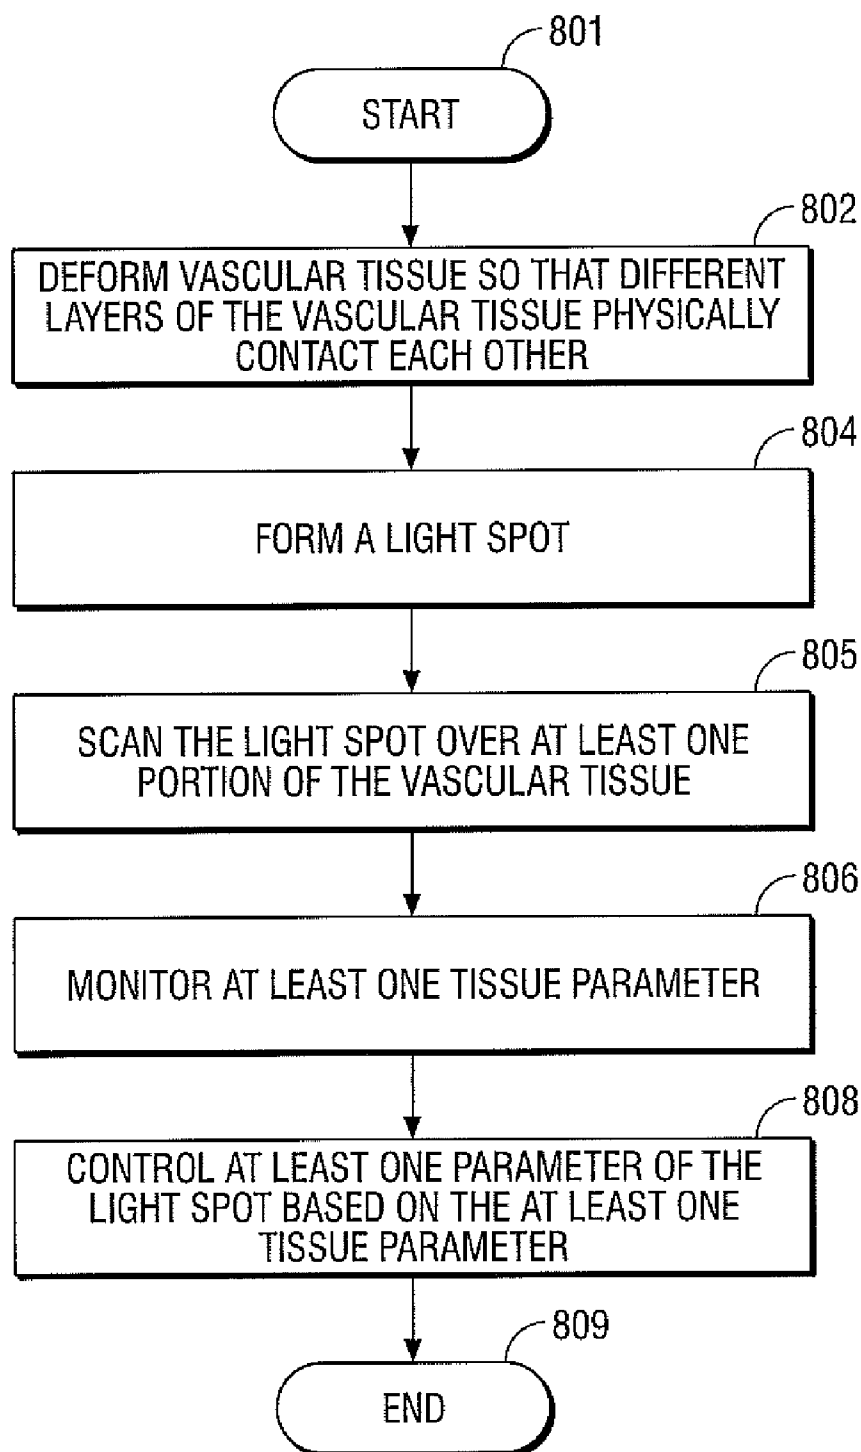 801
START
802
DEFORM VASCULAR TISSUE SO THAT DIFFERENT
LAYERS OF THE VASCULAR TISSUE PHYSICALLY
CONTACT EACH OTHER
804
FORM A LIGHT SPOT
805
SCAN THE LIGHT SPOT OVER AT LEAST ONE
PORTION OF THE VASCULAR TISSUE
806
MONITOR AT LEAST ONE TISSUE PARAMETER
808
CONTROL AT LEAST ONE PARAMETER OF THE
LIGHT SPOT BASED ON THE AT LEAST ONE
TISSUE PARAMETER
809
END